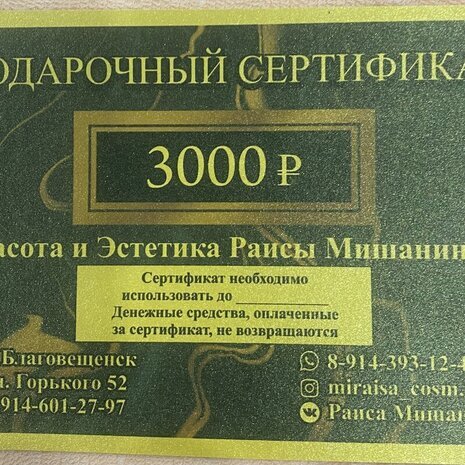 ОДАРОЧНЫЙ СЕРТИФИКА
3000 ₽
асота и Эстетика Раисы Мишанин
Сертификат необходимо
использовать до ____________
Денежные средства, оплаченные
за сертификат, не возвращаются
Благовещенск
л. Горького 52
914-601-27-97
8-914-393-12-4
miraisa_cosm.
Раиса Мишан